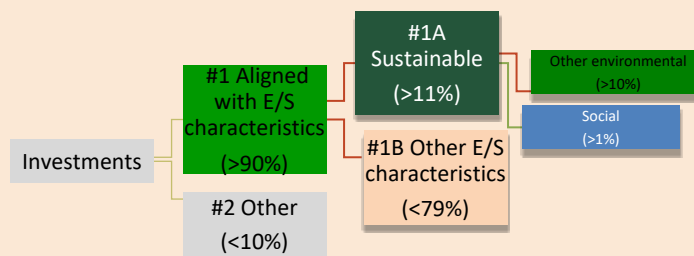 Investments
#1 Aligned
with E/S
characteristics
(>90%)
#2 Other
(<10%)
#1A
Sustainable
(>11%)
#1B Other E/S
characteristics
(<79%)
Other environmental
(>10%)
Social
(>1%)